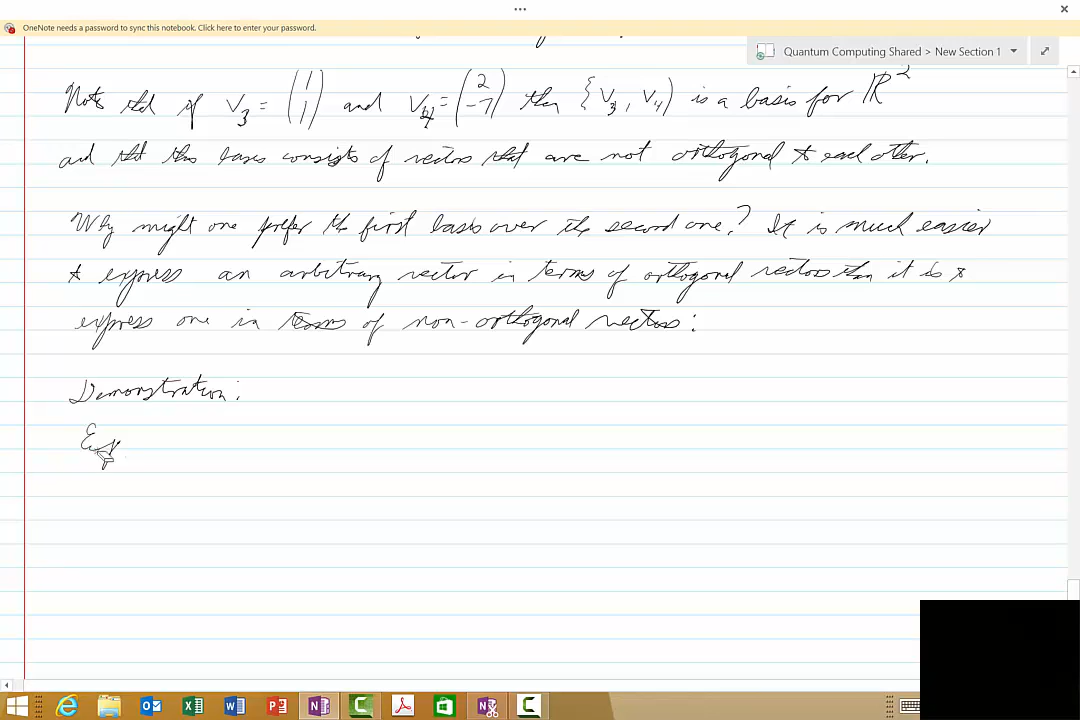 OneNote needs a password to sync this notebook. Click here to enter your password.
Quantum Computing Shared > New Section 1
Note that if V₃ = (1 1) and V₄ = (2 -7) then {V₃, V₄} is a basis for ℝ²
and that this bases consists of vectors that are not orthogonal to each other.
Why might one prefer the first basis over the second one? It is much easier
to express an arbitrary vector in terms of orthogonal vectors than it is to
express one in terms of non-orthogonal vectors:
Demonstration: